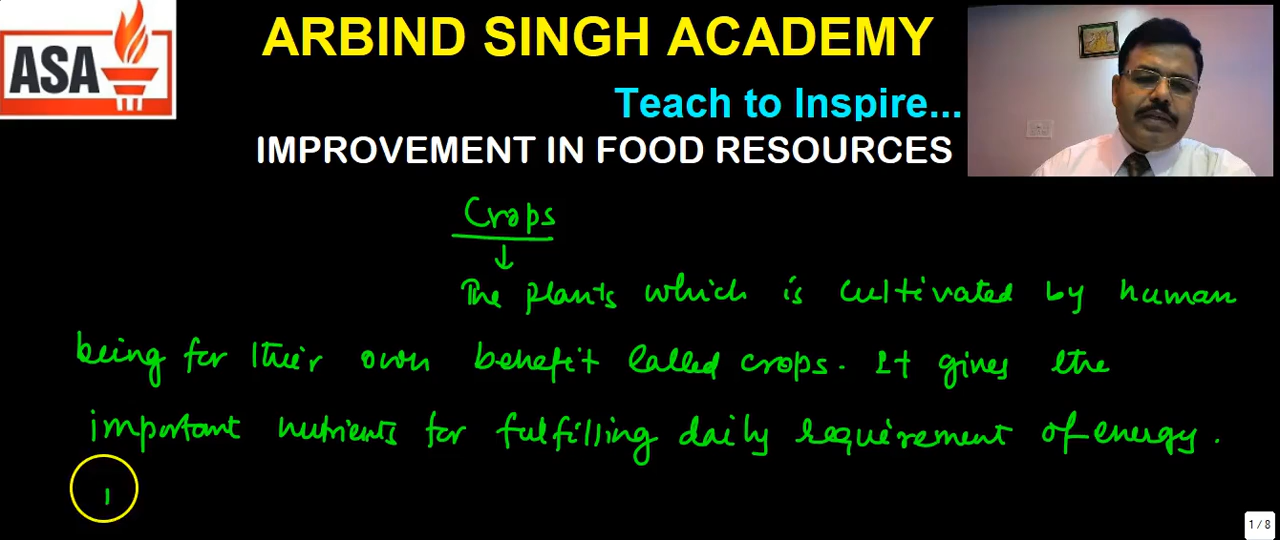 ASA
ARBIND SINGH ACADEMY
Teach to Inspire...
IMPROVEMENT IN FOOD RESOURCES
Crops
The plants which is cultivated by human
being for their own benefit called crops. It gives the
important nutrients for fulfilling daily requirement of energy.
1 / 8